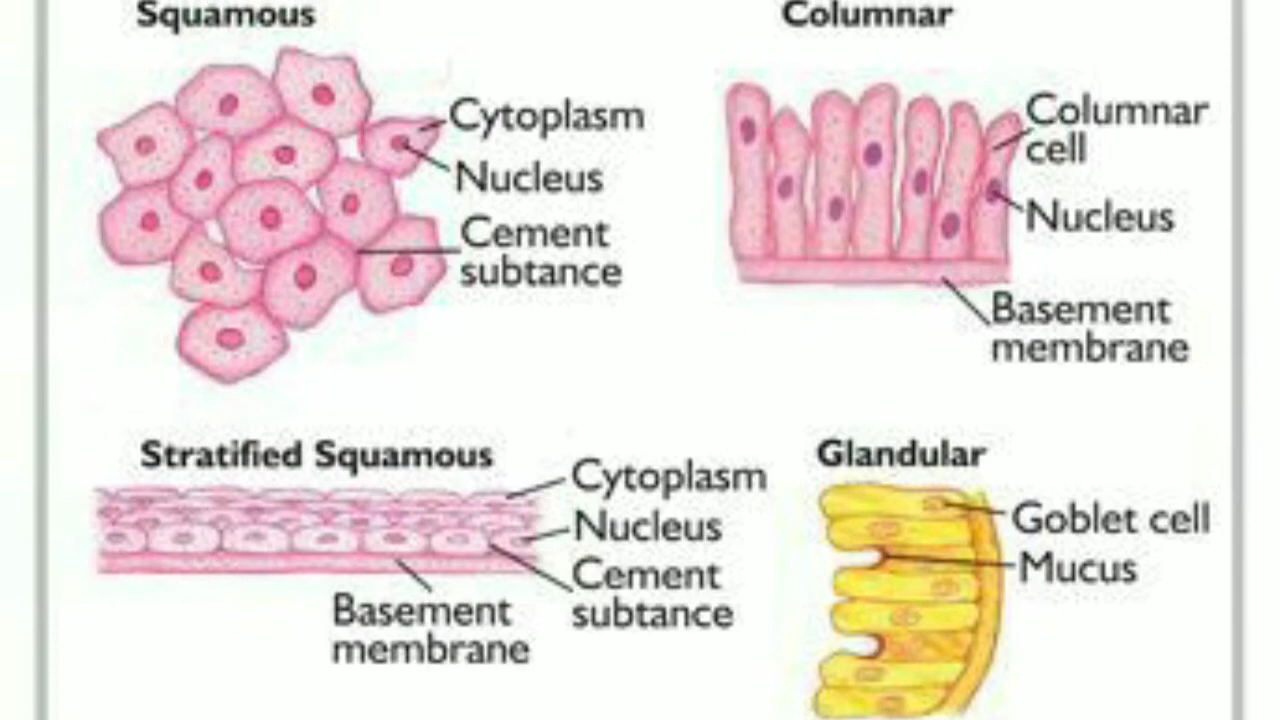 Squamous
Cytoplasm
Nucleus
Cement
subtance
Columnar
Columnar
cell
Nucleus
Basement
membrane
Stratified Squamous
Cytoplasm
Nucleus
Cement
subtance
Basement
membrane
Glandular
Goblet cell
Mucus